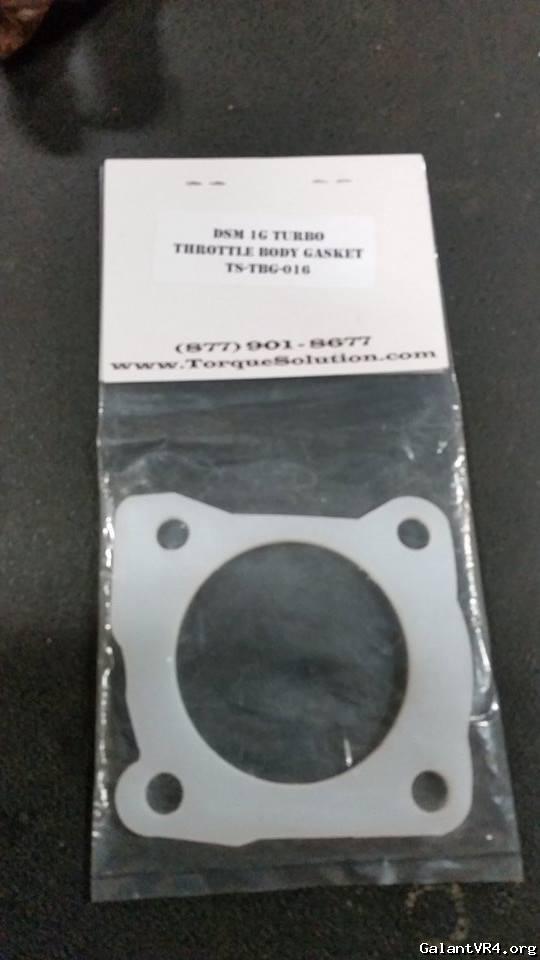 DSM 1G TURBO
THROTTLE BODY GASKET
TS-TBG-016
(877) 901-8677
www.TorqueSolution.com
GalantVR4.org